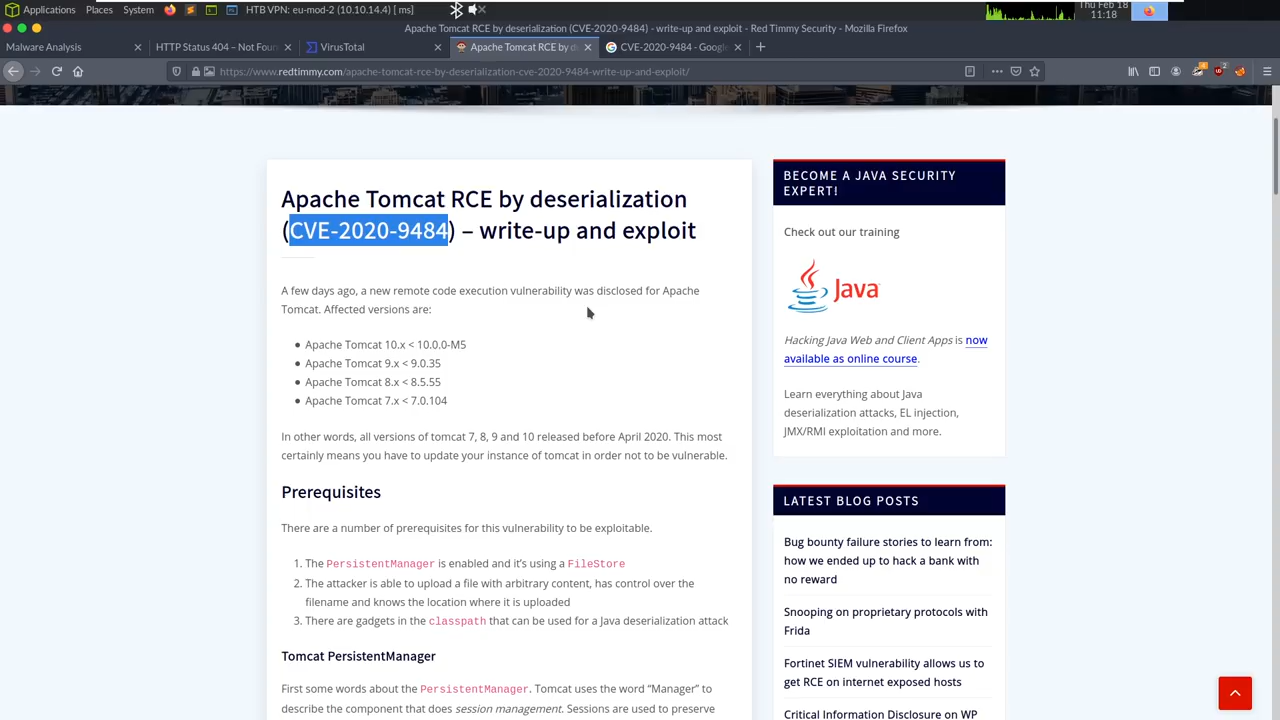 Applications Places System HTB VPN: eu-mod-2 (10.10.14.4) [ ms] Thu Feb 18
11:18
Apache Tomcat RCE by deserialization (CVE-2020-9484) - write-up and exploit - Red Timmy Security - Mozilla Firefox
Malware Analysis HTTP Status 404 – Not Foun VirusTotal Apache Tomcat RCE by de CVE-2020-9484 - Google
https://www.redtimmy.com/apache-tomcat-rce-by-deserialization-cve-2020-9484-write-up-and-exploit/
Apache Tomcat RCE by deserialization
(CVE-2020-9484) – write-up and exploit
A few days ago, a new remote code execution vulnerability was disclosed for Apache
Tomcat. Affected versions are:
Apache Tomcat 10.x < 10.0.0-M5
Apache Tomcat 9.x < 9.0.35
Apache Tomcat 8.x < 8.5.55
Apache Tomcat 7.x < 7.0.104
In other words, all versions of tomcat 7, 8, 9 and 10 released before April 2020. This most
certainly means you have to update your instance of tomcat in order not to be vulnerable.
Prerequisites
There are a number of prerequisites for this vulnerability to be exploitable.
1. The PersistentManager is enabled and it's using a FileStore
2. The attacker is able to upload a file with arbitrary content, has control over the
filename and knows the location where it is uploaded
3. There are gadgets in the classpath that can be used for a Java deserialization attack
Tomcat PersistentManager
First some words about the PersistentManager. Tomcat uses the word “Manager” to
describe the component that does session management. Sessions are used to preserve
BECOME A JAVA SECURITY
EXPERT!
Check out our training
Java
Hacking Java Web and Client Apps is now
available as online course.
Learn everything about Java
deserialization attacks, EL injection,
JMX/RMI exploitation and more.
LATEST BLOG POSTS
Bug bounty failure stories to learn from:
how we ended up to hack a bank with
no reward
Snooping on proprietary protocols with
Frida
Fortinet SIEM vulnerability allows us to
get RCE on internet exposed hosts
Critical Information Disclosure on WP